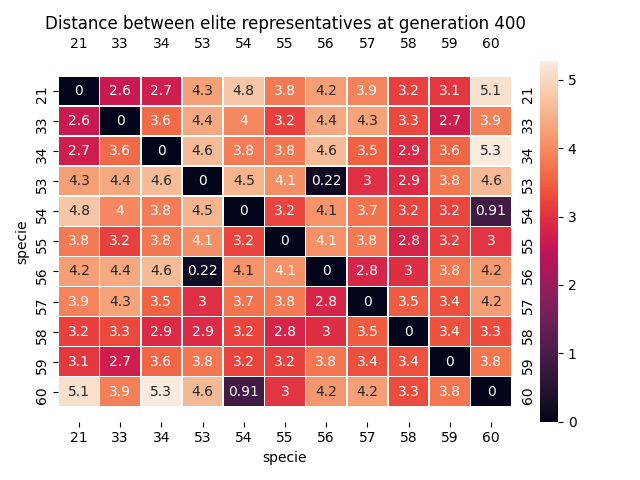 Distance between elite representatives at generation 400
21 33 34 53 54 55 56 57 58 59 60
21 0 2.6 2.7 4.3 4.8 3.8 4.2 3.9 3.2 3.1 5.1 21
33 2.6 0 3.6 4.4 4 3.2 4.4 4.3 3.3 2.7 3.9 33
34 2.7 3.6 0 4.6 3.8 3.8 4.6 3.5 2.9 3.6 5.3 34
53 4.3 4.4 4.6 0 4.5 4.1 0.22 3 2.9 3.8 4.6 53
54 4.8 4 3.8 4.5 0 3.2 4.1 3.7 3.2 3.2 0.91 54
55 3.8 3.2 3.8 4.1 3.2 0 4.1 3.8 2.8 3.2 3 55
56 4.2 4.4 4.6 0.22 4.1 4.1 0 2.8 3 3.8 4.2 56
57 3.9 4.3 3.5 3 3.7 3.8 2.8 0 3.5 3.4 4.2 57
58 3.2 3.3 2.9 2.9 3.2 2.8 3 3.5 0 3.4 3.3 58
59 3.1 2.7 3.6 3.8 3.2 3.2 3.8 3.4 3.4 0 3.8 59
60 5.1 3.9 5.3 4.6 0.91 3 4.2 4.2 3.3 3.8 0 60
21 33 34 53 54 55 56 57 58 59 60
specie
specie
5
4
3
2
1
0